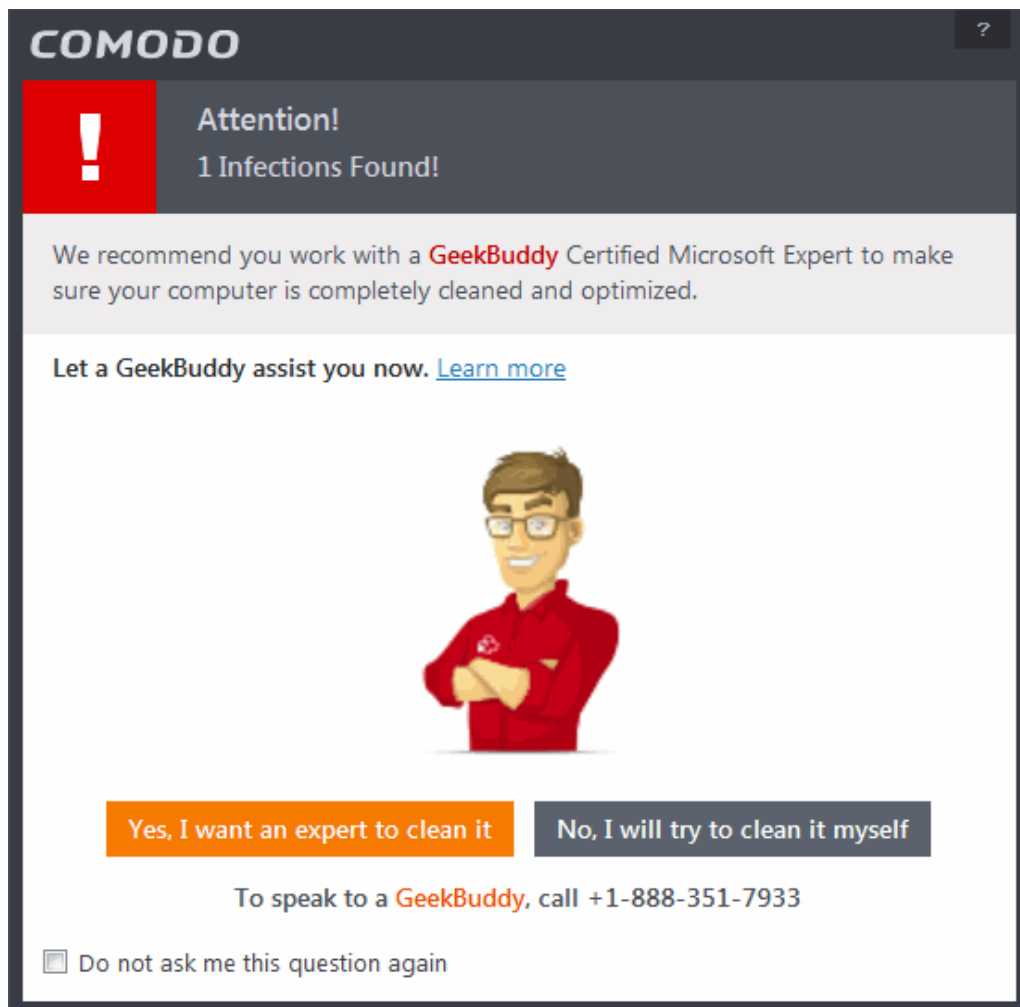 COMODO
?
!
Attention!
1 Infections Found!
We recommend you work with a GeekBuddy Certified Microsoft Expert to make
sure your computer is completely cleaned and optimized.
Let a GeekBuddy assist you now. Learn more
Yes, I want an expert to clean it
No, I will try to clean it myself
To speak to a GeekBuddy, call +1-888-351-7933
Do not ask me this question again